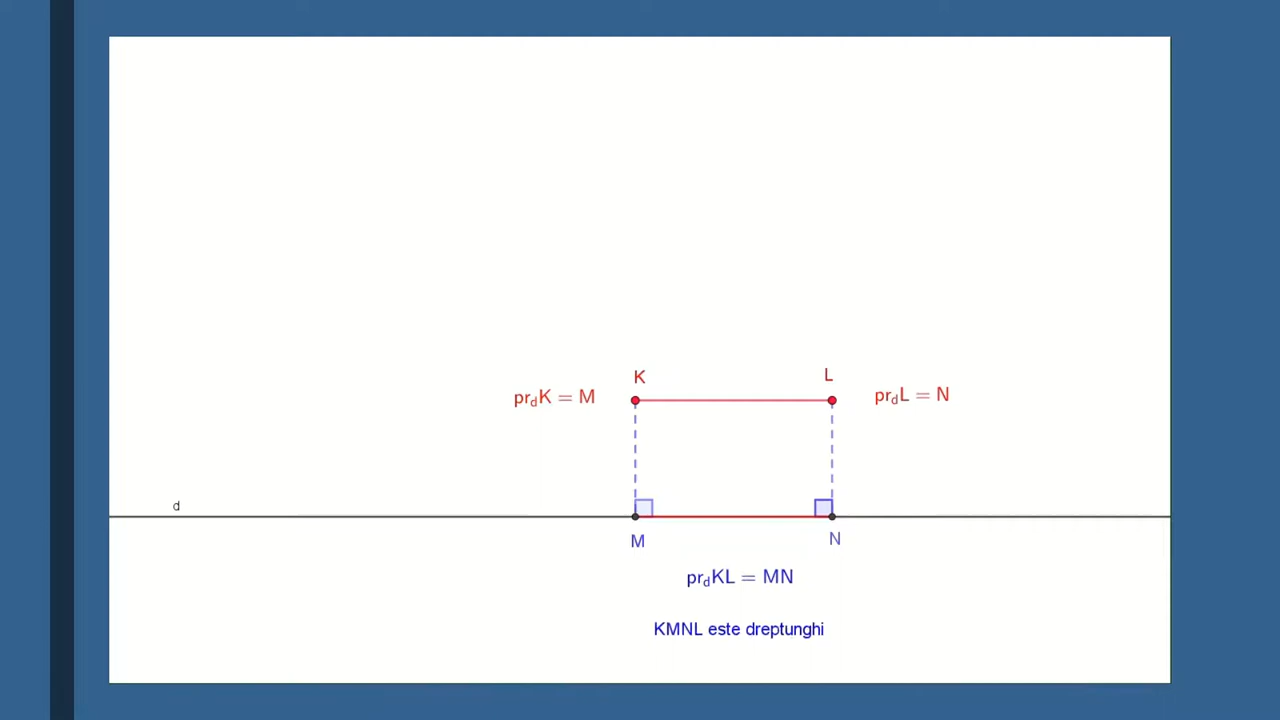 K
L
pr_dK = M
pr_dL = N
d
M
N
pr_dKL = MN
KMNL este dreptunghi